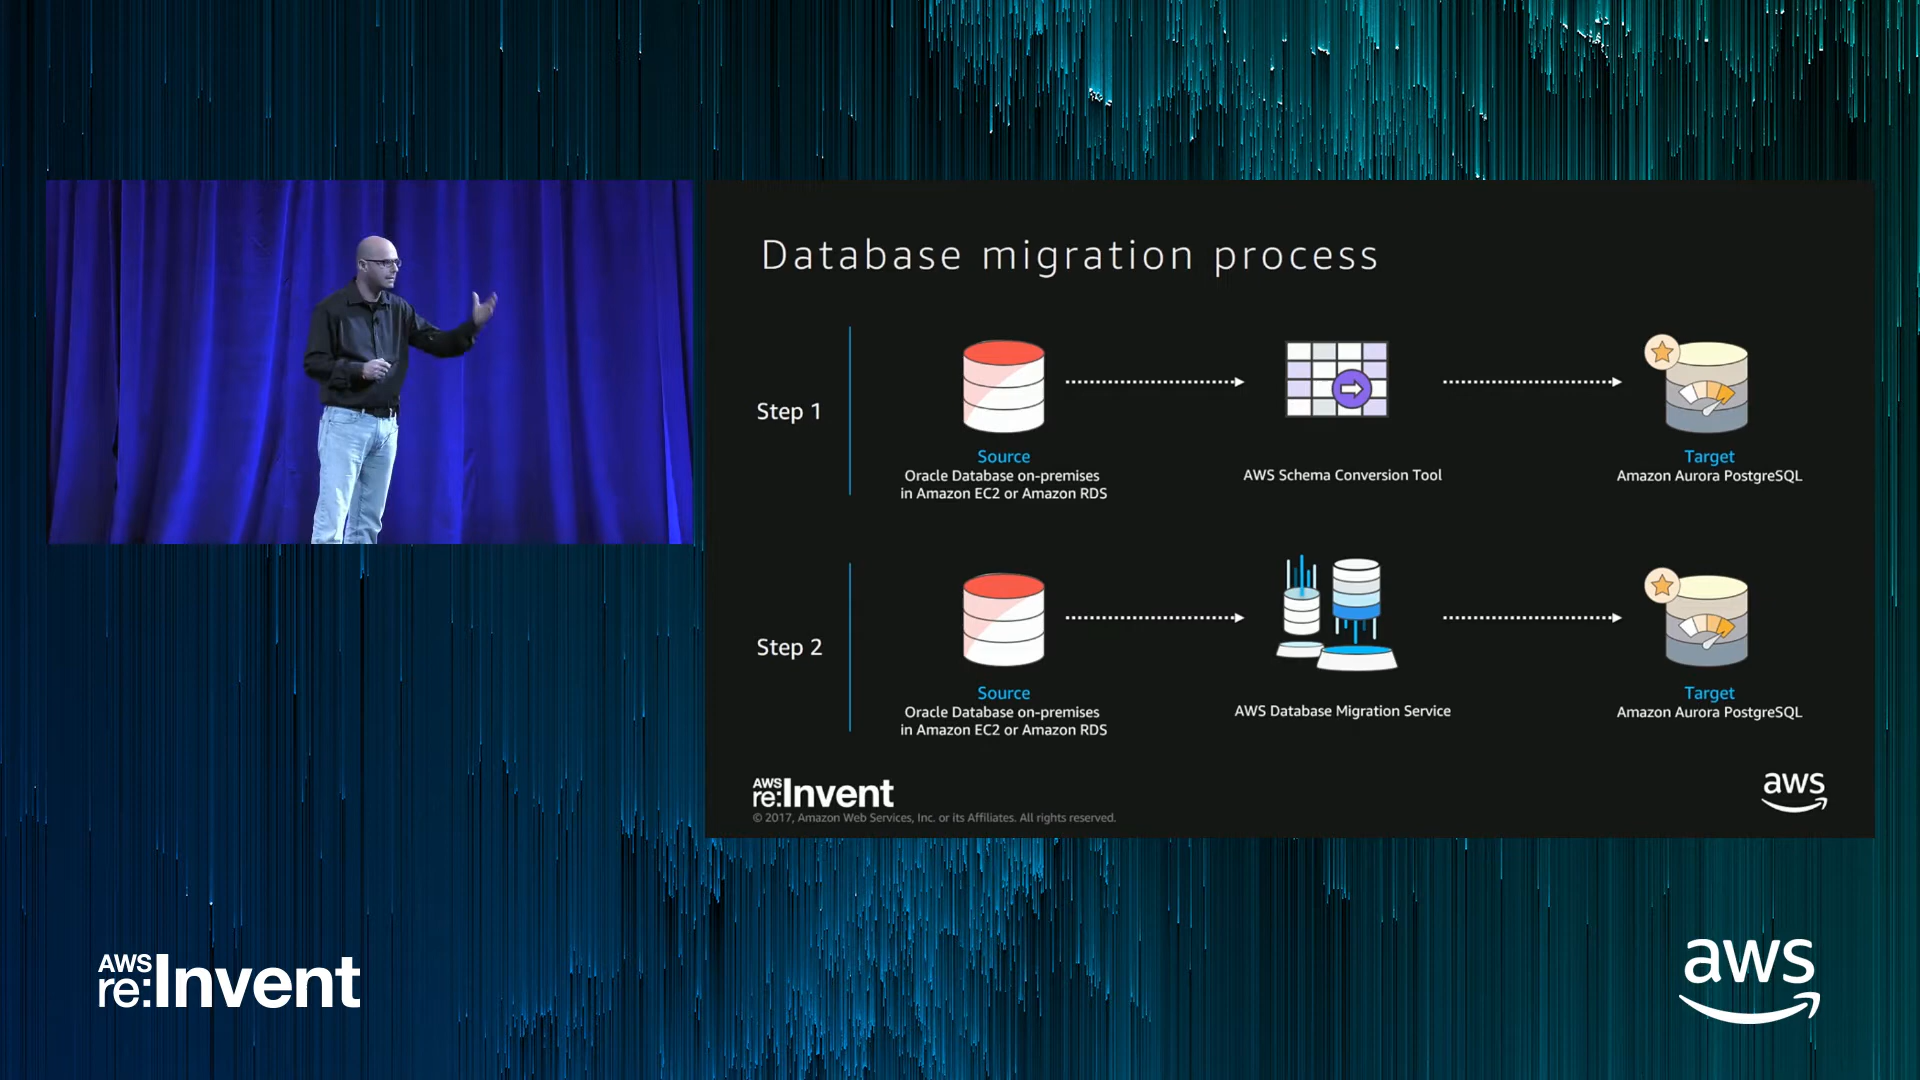 Database migration process
Step 1
Source
Oracle Database on-premises
in Amazon EC2 or Amazon RDS
AWS Schema Conversion Tool
Target
Amazon Aurora PostgreSQL
Step 2
Source
Oracle Database on-premises
in Amazon EC2 or Amazon RDS
AWS Database Migration Service
Target
Amazon Aurora PostgreSQL
AWS
re:Invent
© 2017, Amazon Web Services, Inc. or its Affiliates. All rights reserved.
aws
AWS
re:Invent
aws